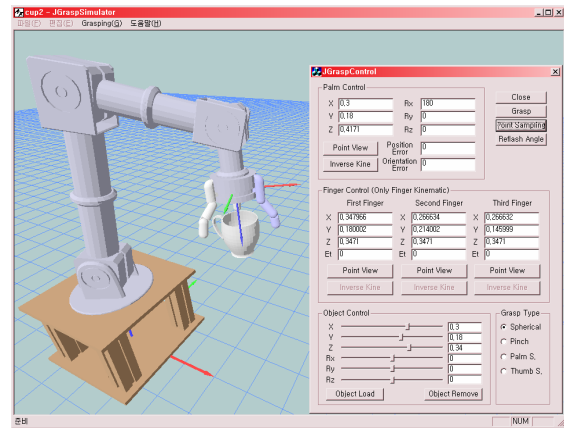 cup2 - JGraspSimulator
파일(F) 편집(E) Grasping(G) 도움말(H)
JGraspControl
Palm Control
X 0,3 Rx 180
Y 0,18 Ry 0
Z 0,4171 Rz 0
Point View Position Error 0
Inverse Kine Orientation Error 0
Close
Grasp
Point Sampling
Reflash Angle
Finger Control (Only Finger Kinematic)
First Finger Second Finger Third Finger
X 0,347966 X 0,266634 X 0,266632
Y 0,180002 Y 0,214002 Y 0,145999
Z 0,3471 Z 0,3471 Z 0,3471
Et 0 Et 0 Et 0
Point View Point View Point View
Inverse Kine Inverse Kine Inverse Kine
Object Control
X 0,3
Y 0,18
Z 0,34
Rx 0
Ry 0
Rz 0
Object Load Object Remove
Grasp Type
Spherical
Pinch
Palm S,
Thumb S,
준비 NUM